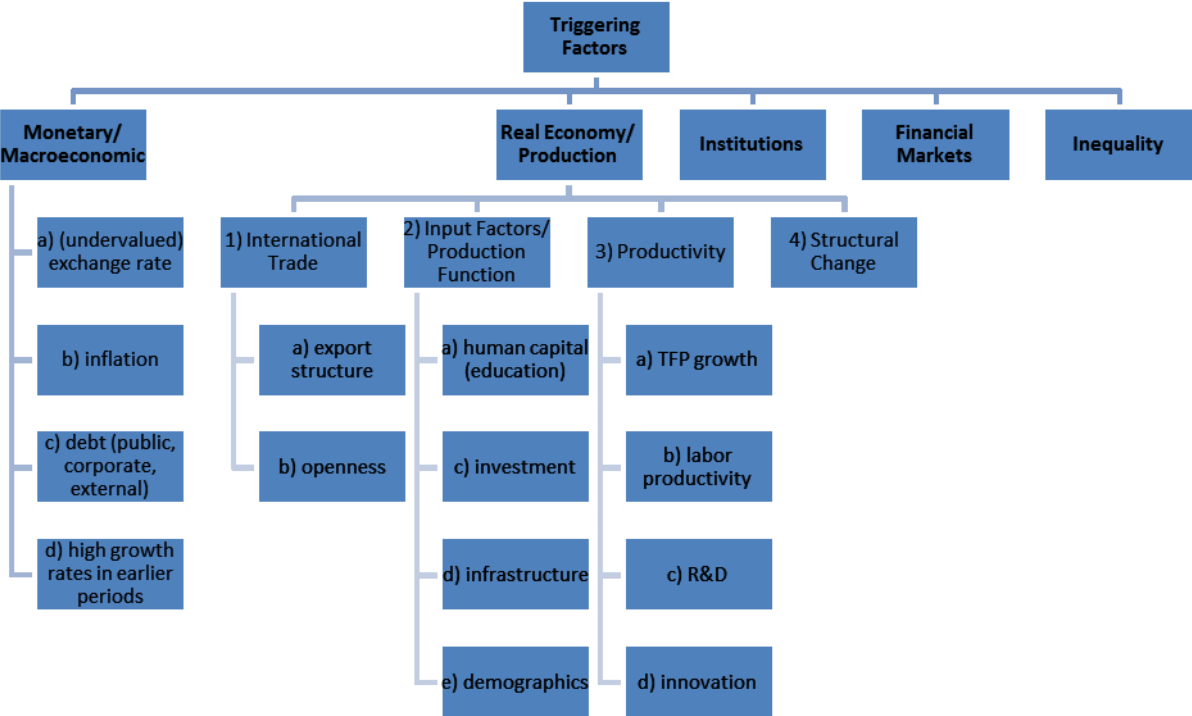 Triggering
Factors
Monetary/
Macroeconomic
Real Economy/
Production
Institutions
Financial
Markets
Inequality
a) (undervalued)
exchange rate
b) inflation
c) debt (public,
corporate,
external)
d) high growth
rates in earlier
periods
1) International
Trade
a) export
structure
b) openness
2) Input Factors/
Production
Function
a) human capital
(education)
c) investment
d) infrastructure
e) demographics
3) Productivity
a) TFP growth
b) labor
productivity
c) R&D
d) innovation
4) Structural
Change